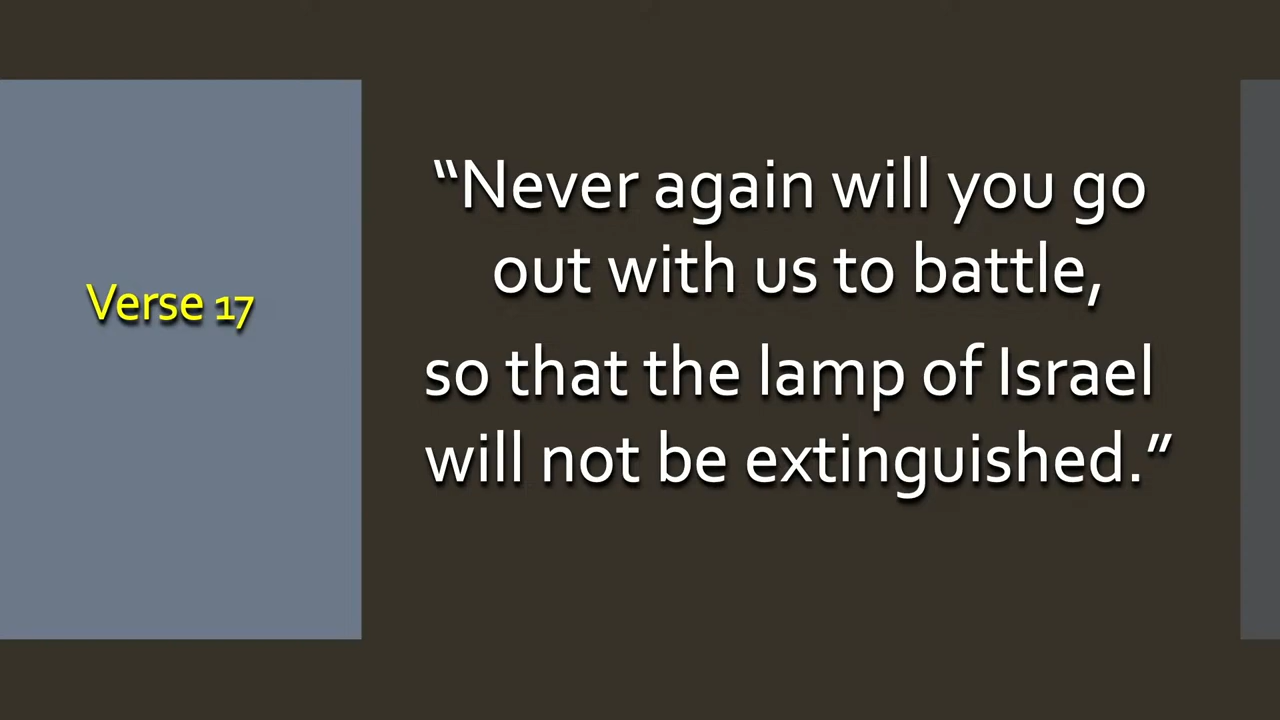 Verse 17
“Never again will you go
out with us to battle,
so that the lamp of Israel
will not be extinguished.”